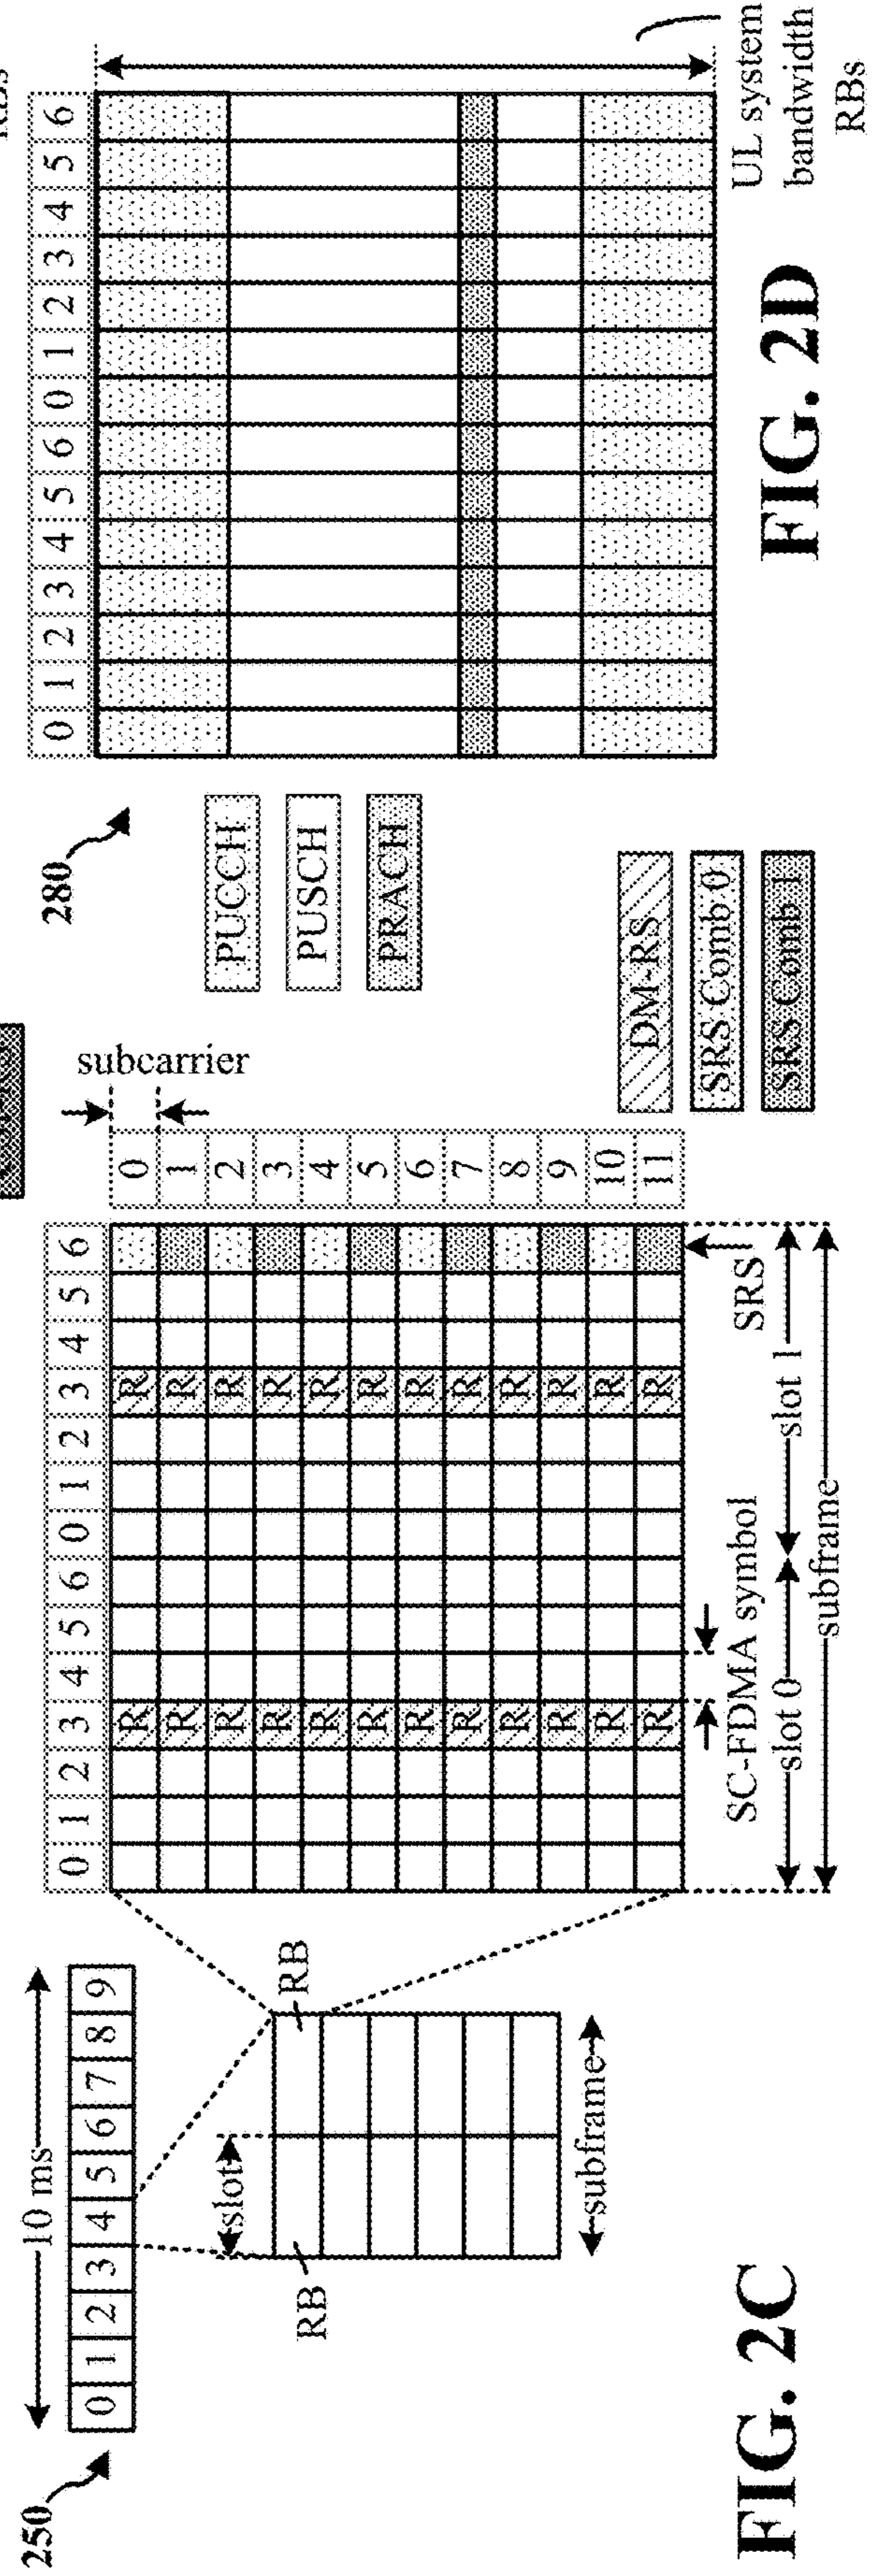 250
10 ms
0 1 2 3 4 5 6 7 8 9
slot
RB
RB
subframe
0 1 2 3 4 5 6 0 1 2 3 4 5 6
subcarrier
R R 0
R R 1
R R 2
R R 3
R R 4
R R 5
R R 6
R R 7
R R 8
R R 9
R R 10
R R 11
SRS
SC-FDMA symbol
slot 0 slot 1
subframe
DM-RS
SRS Comb 0
SRS Comb 1
FIG. 2C
280
0 1 2 3 4 5 6 0 1 2 3 4 5 6
PUCCH
PUSCH
PRACH
UL system
bandwidth
RBs
FIG. 2D